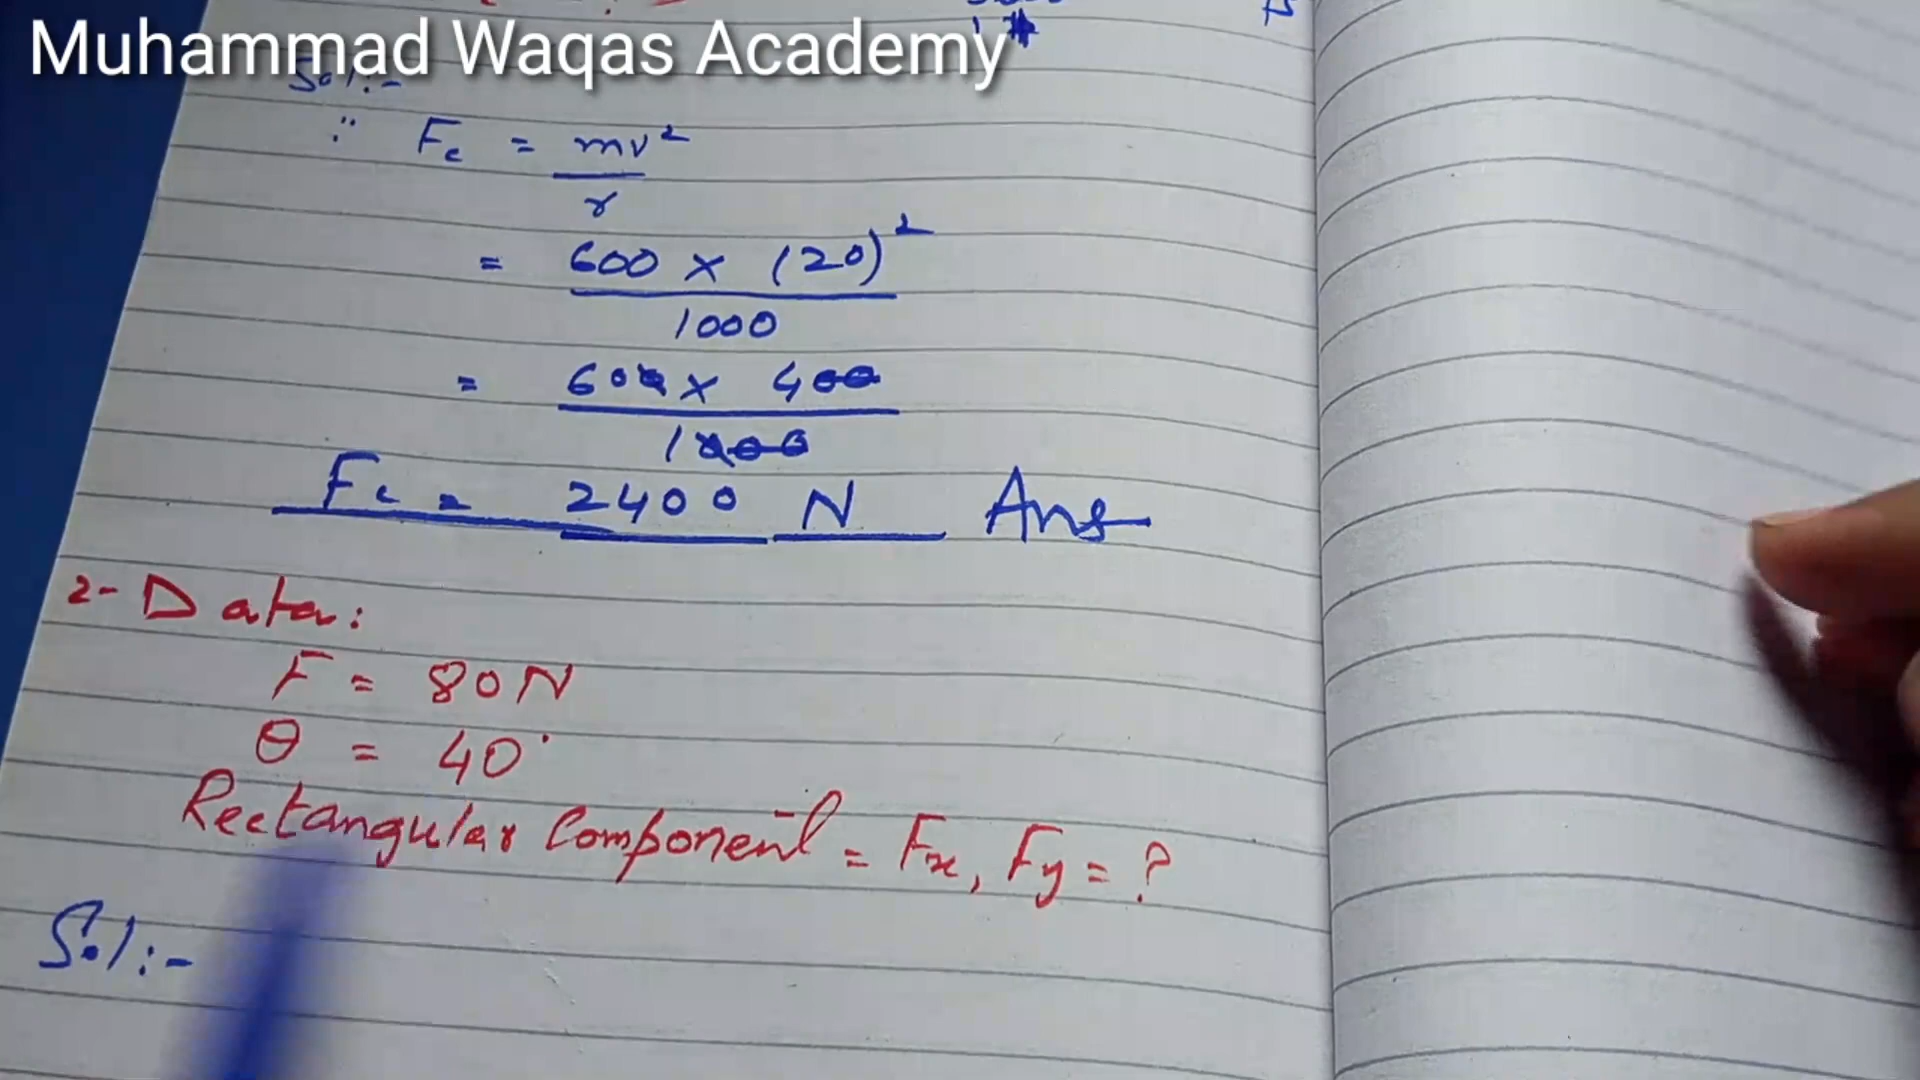 Muhammad Waqas Academy
Sol:-
∵ Fc = mv²
r
= 600 x (20)²
1000
= 600 x 400
1000
Fc = 2400 N Ans
2- Data:
F = 80N
θ = 40°
Rectangular Component = Fx, Fy = ?
Sol:-